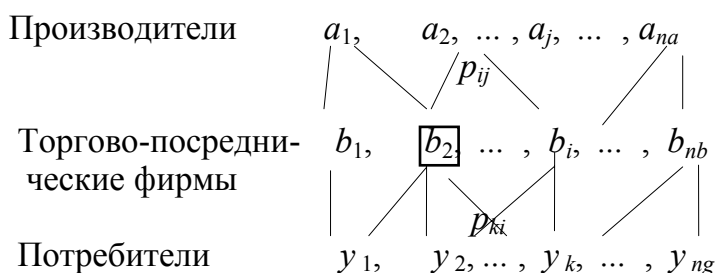 Производители a1, a2, ... , aj, ... , ana
pij
Торгово-посредни- b1, b2, ... , bi, ... , bnb
ческие фирмы
pki
Потребители y1, y2, ... , yk, ... , yng